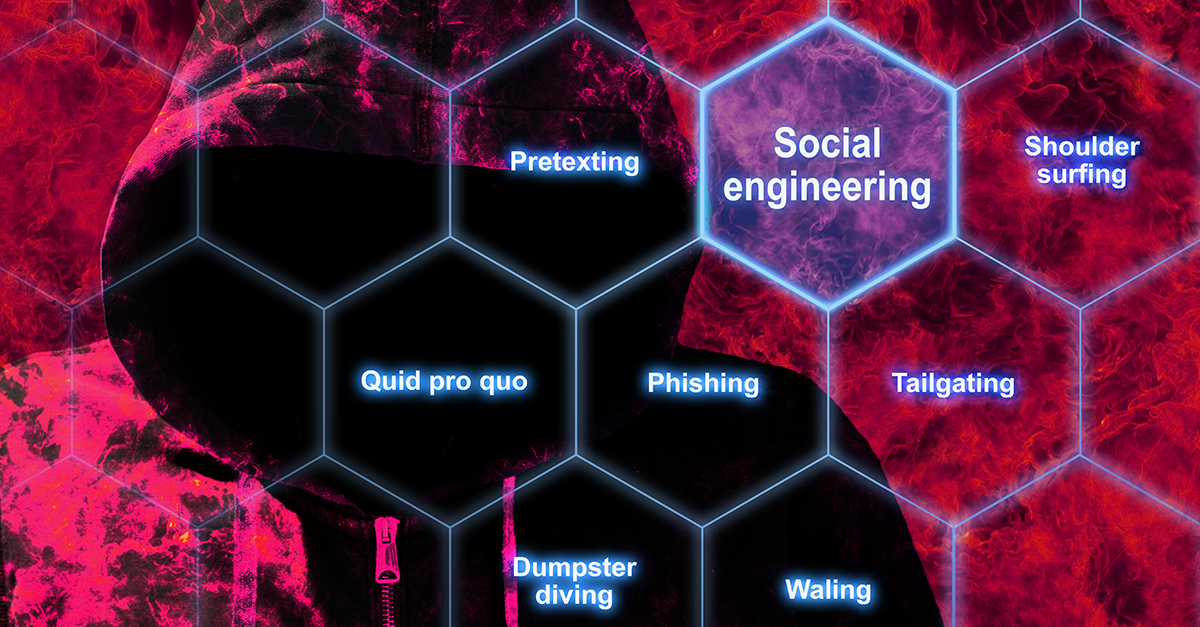 Social
engineering
Pretexting
Shoulder
surfing
Quid pro quo
Phishing
Tailgating
Dumpster
diving
Waling